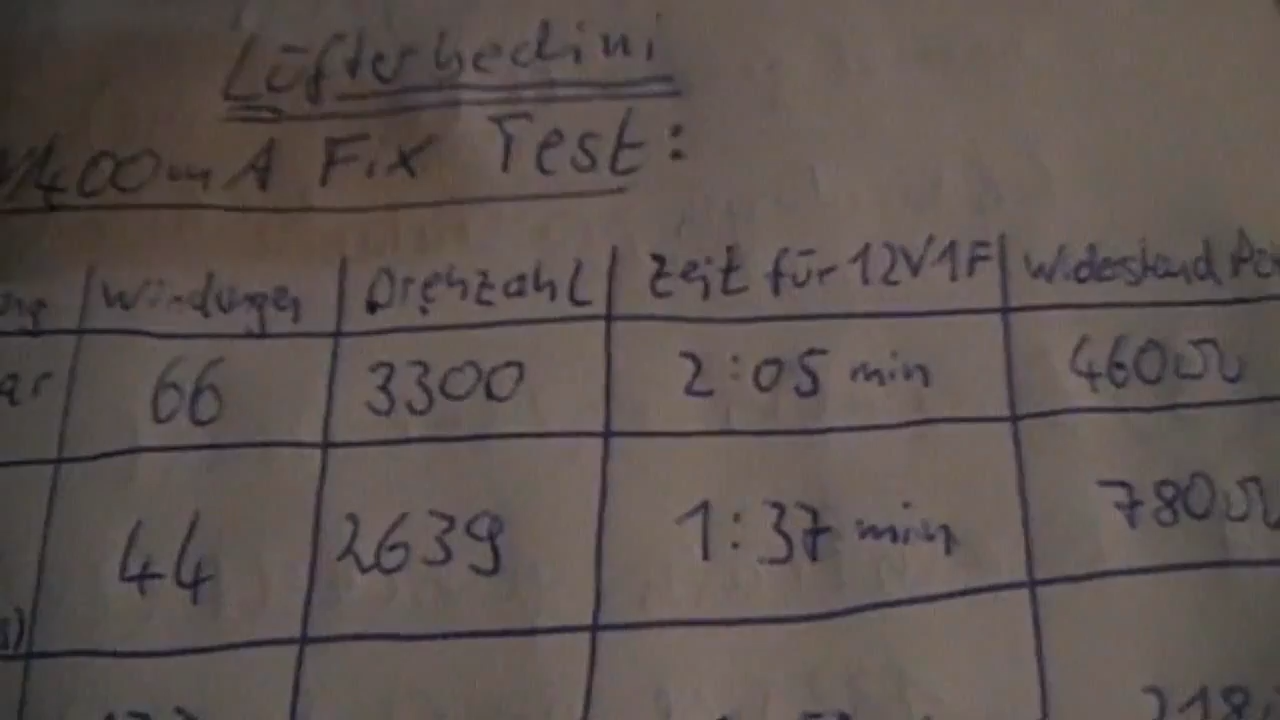 Lüfterbedini
400mA Fix Test:
Windungen Drehzahl Zeit für 12V1F Widerstand
66 3300 2:05 min 460Ω
44 2639 1:37 min 780Ω